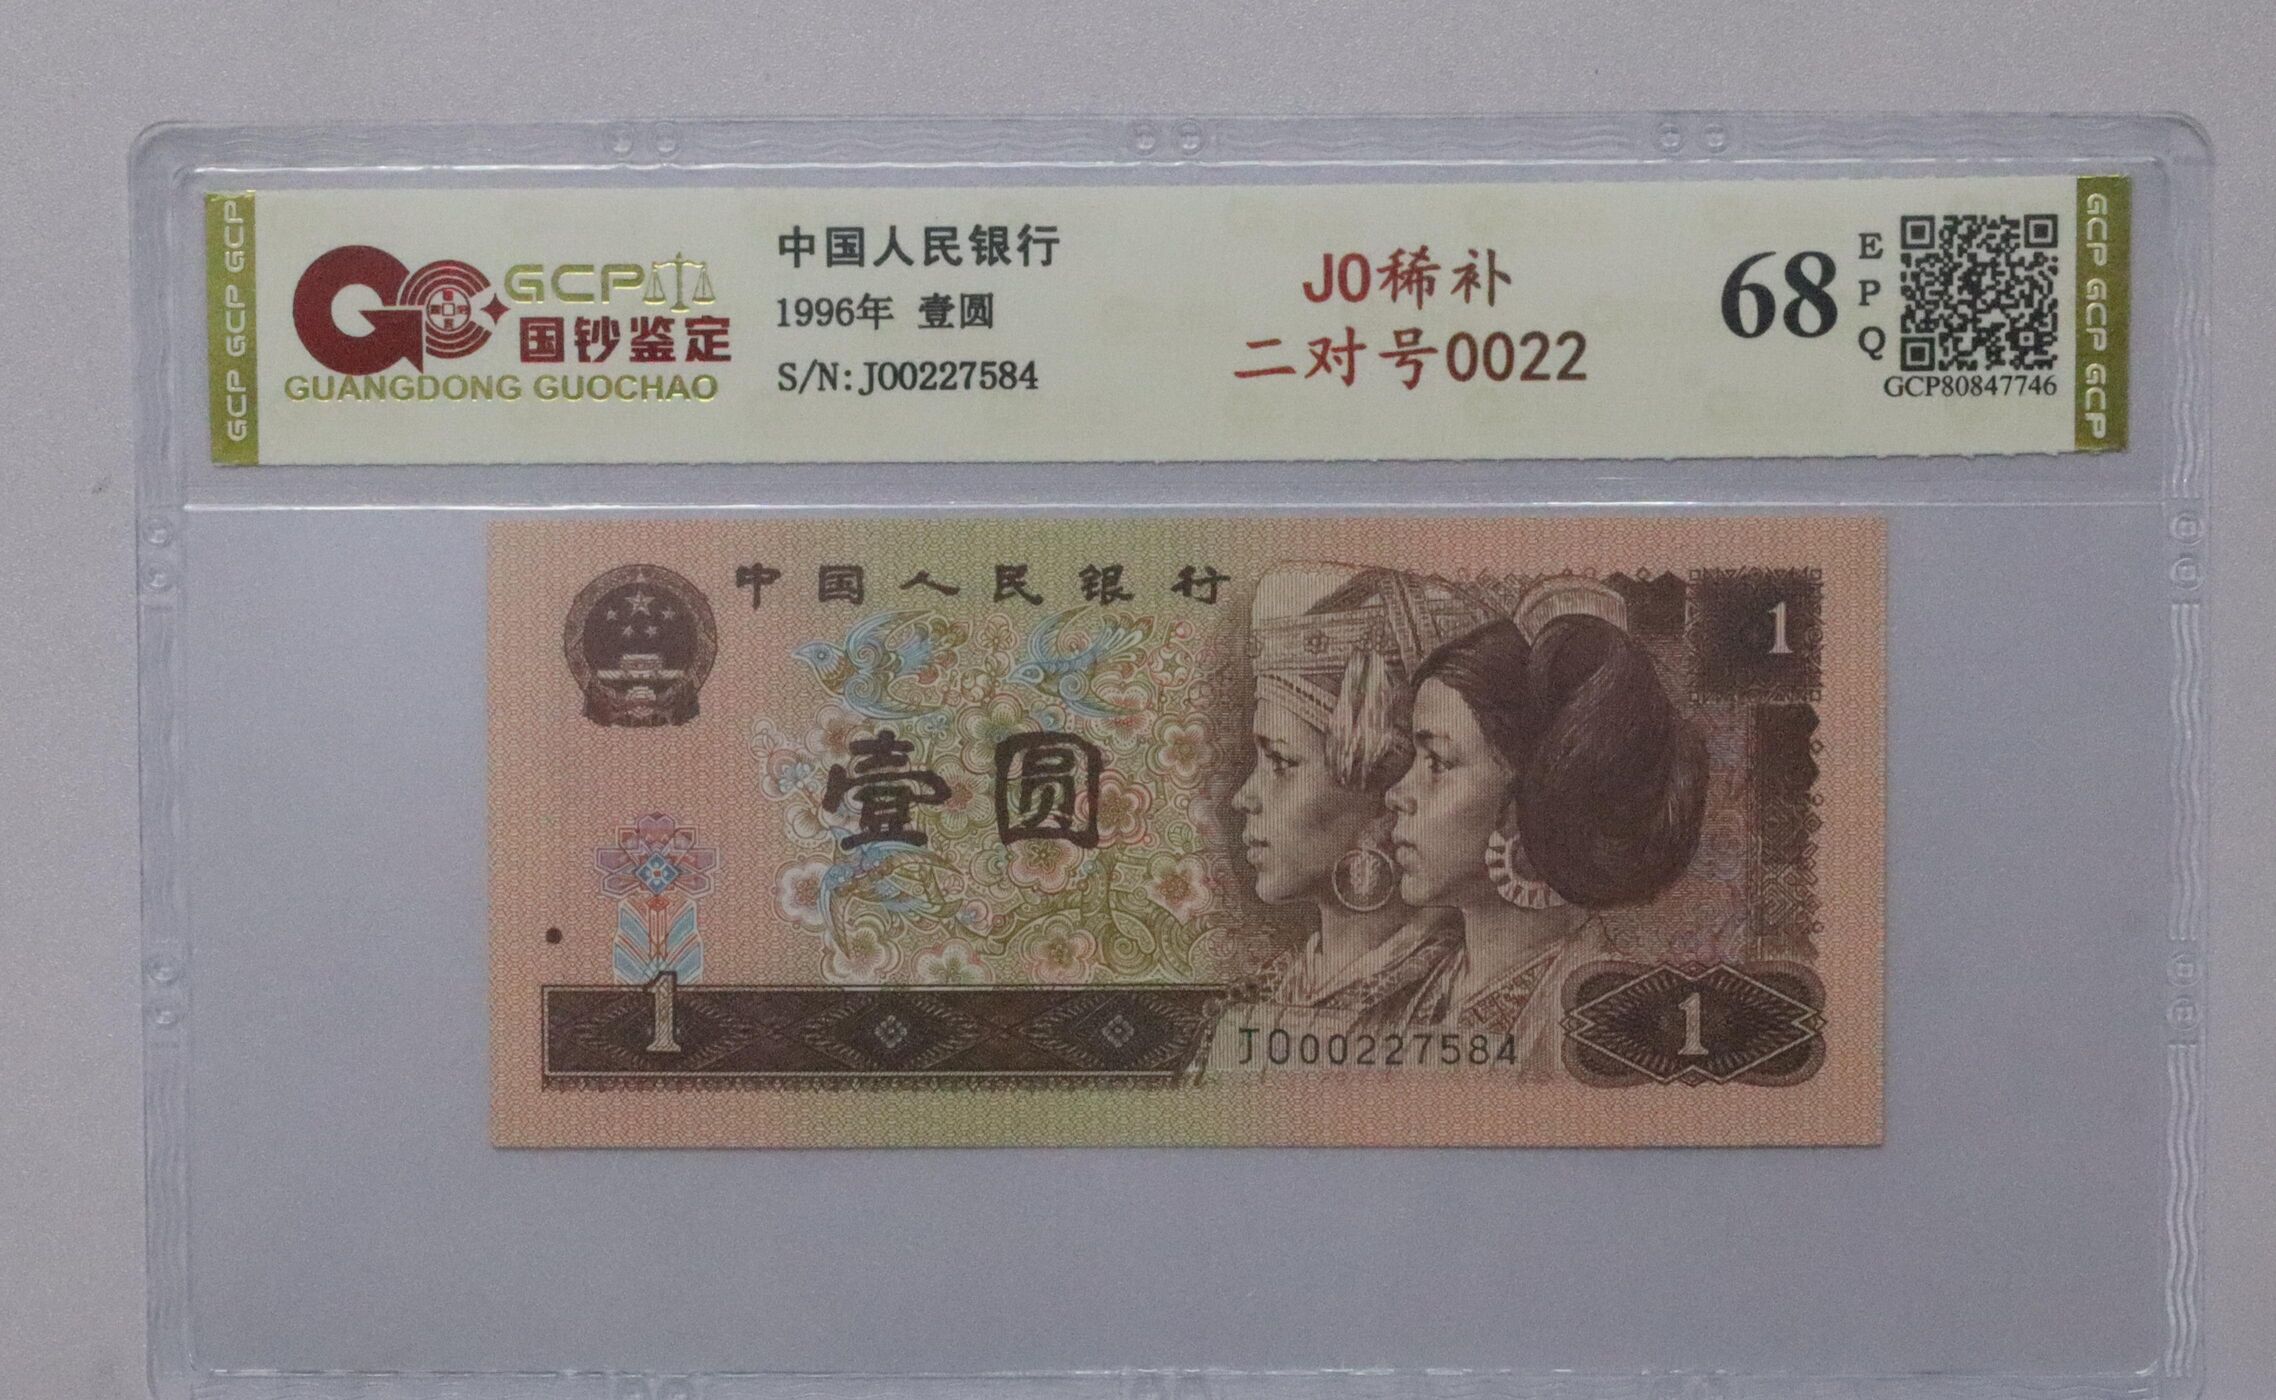 GCP GCP GCP
GCP
国钞鉴定
GUANGDONG GUOCHAO
中国人民银行
1996年 壹圆
S/N:J000227584
JO稀补
二对号0022
68
E
P
Q
GCP80847746
GCP GCP GCP
中国人民银行
1
壹圆
1
1
JO00227584